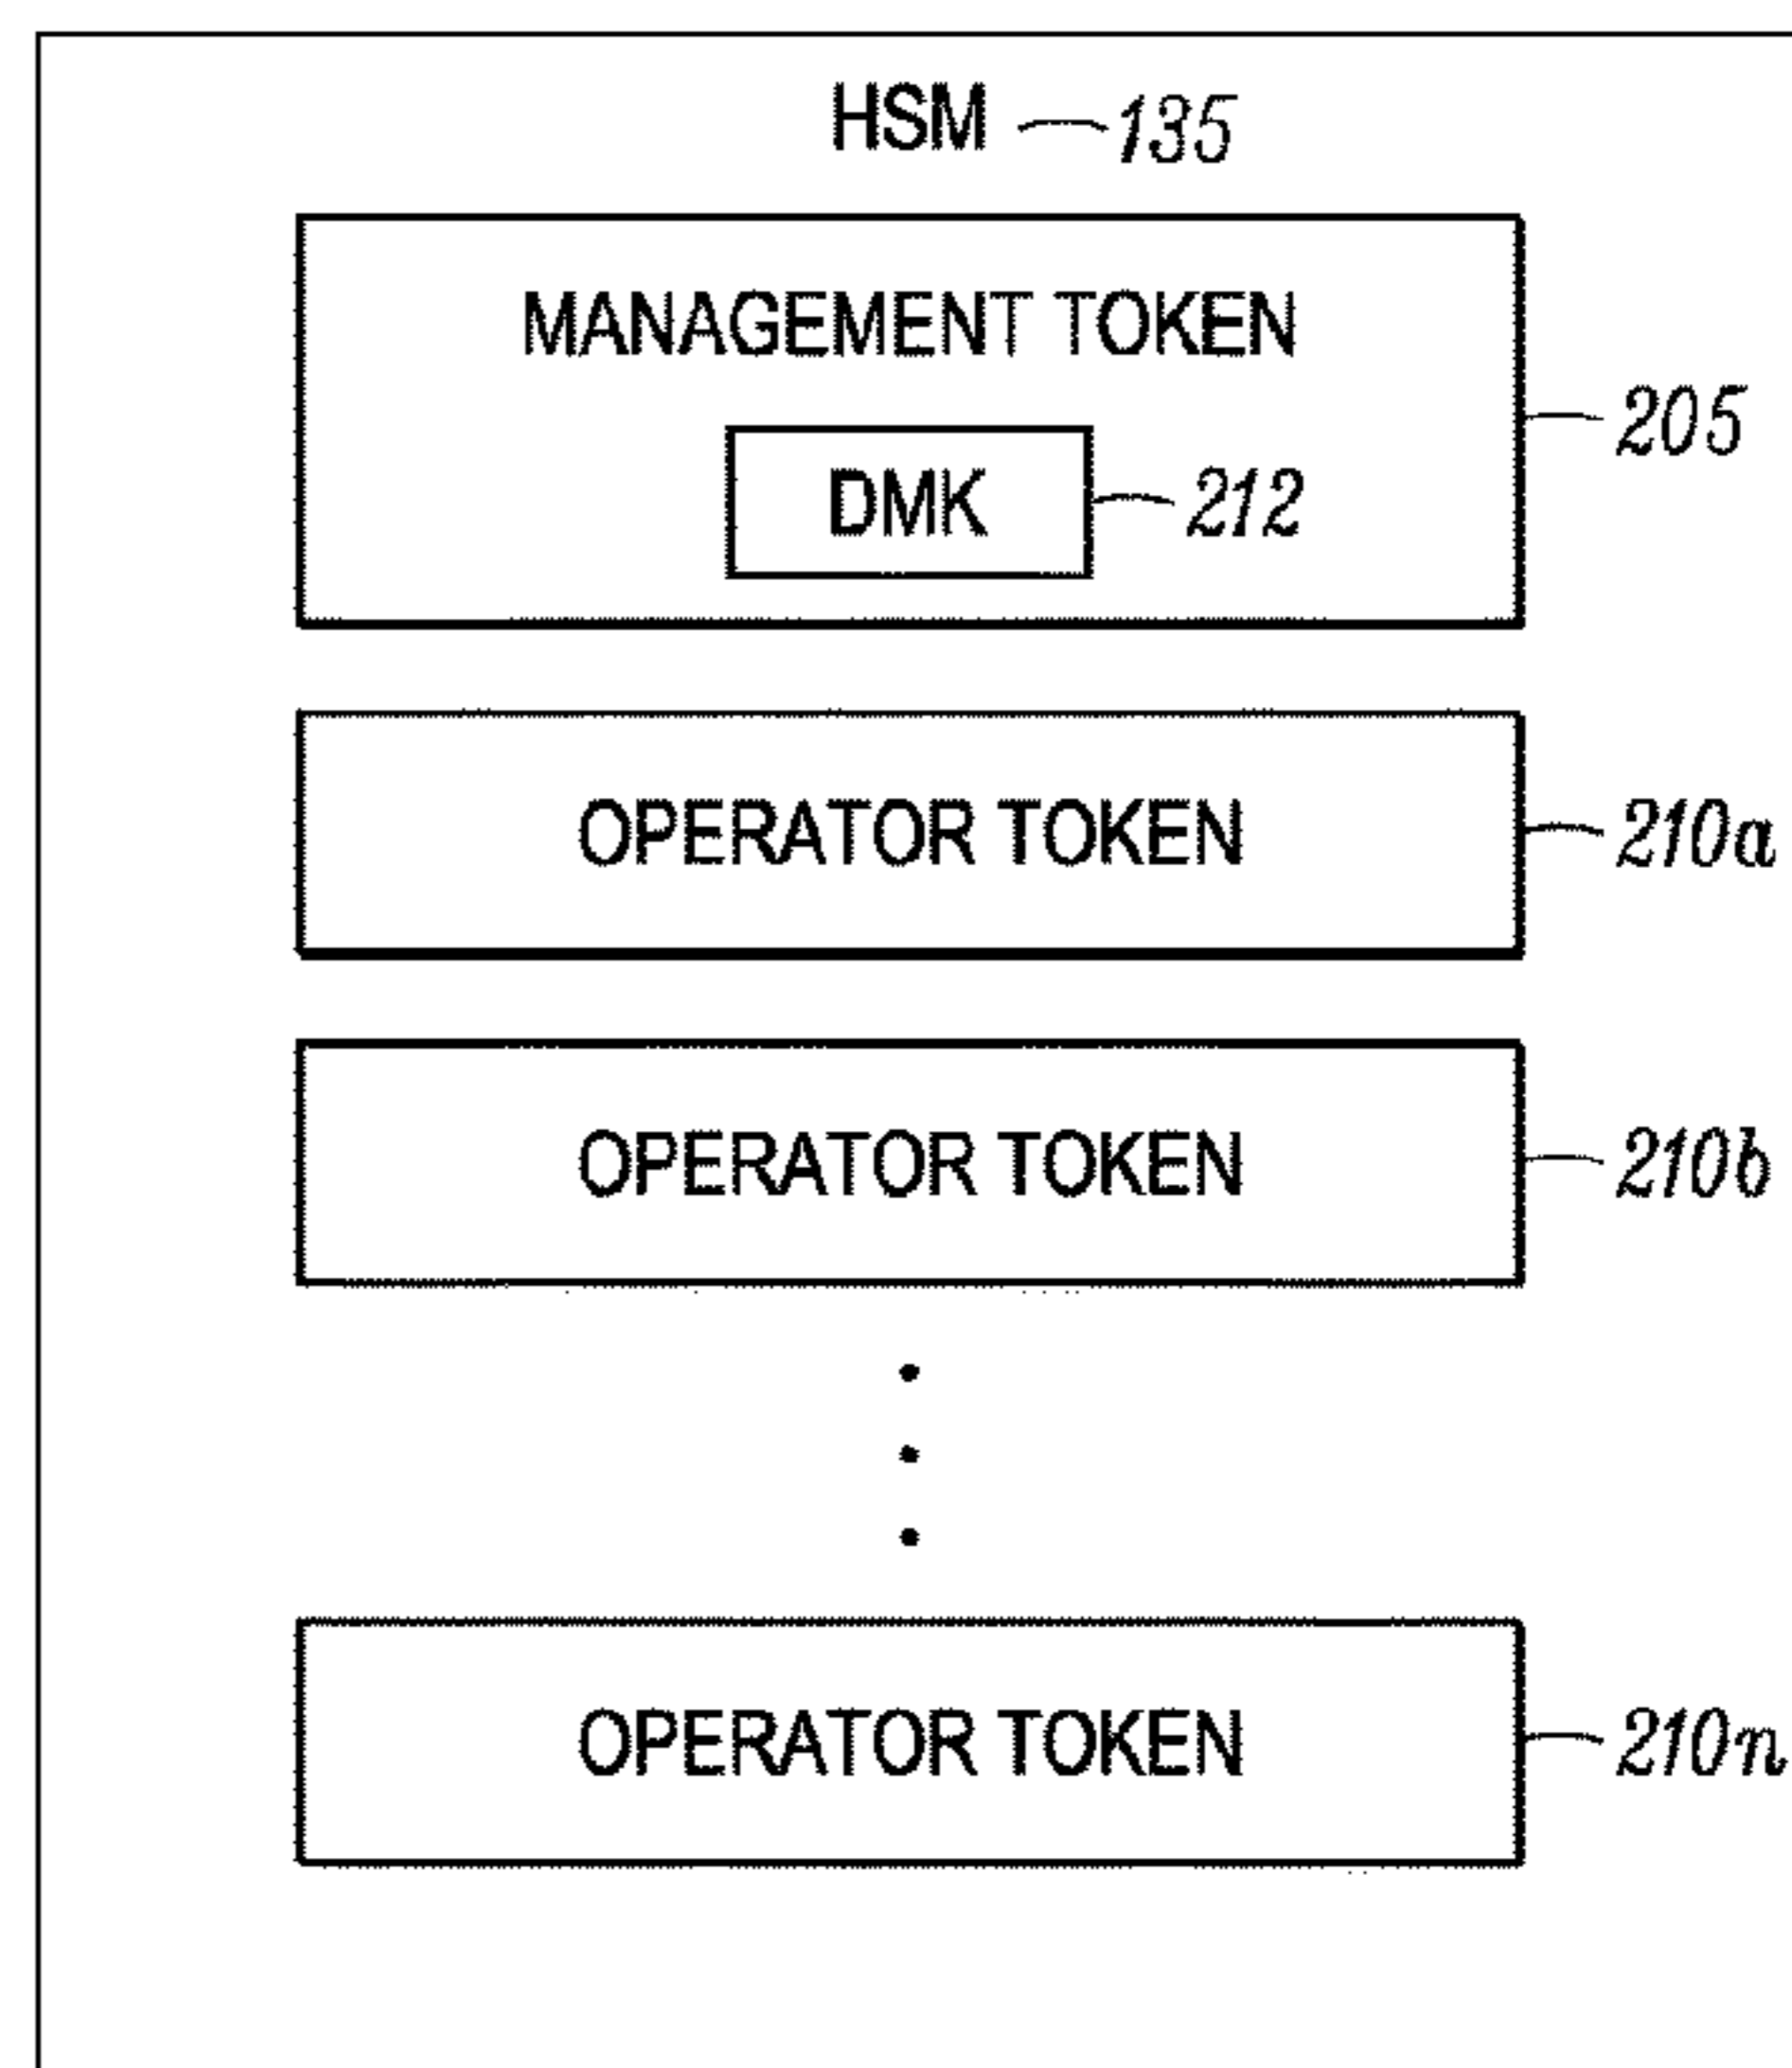 HSM 135
MANAGEMENT TOKEN
205
DMK 212
OPERATOR TOKEN 210a
OPERATOR TOKEN 210b
OPERATOR TOKEN 210n